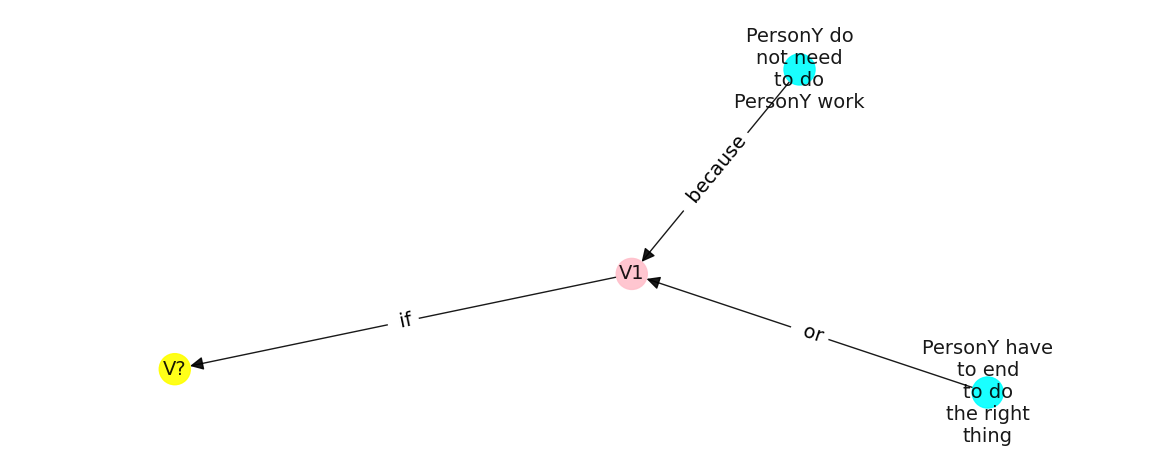 PersonY do
not need
to do
PersonY work
because
V1
if
or
V?
PersonY have
to end
to do
the right
thing